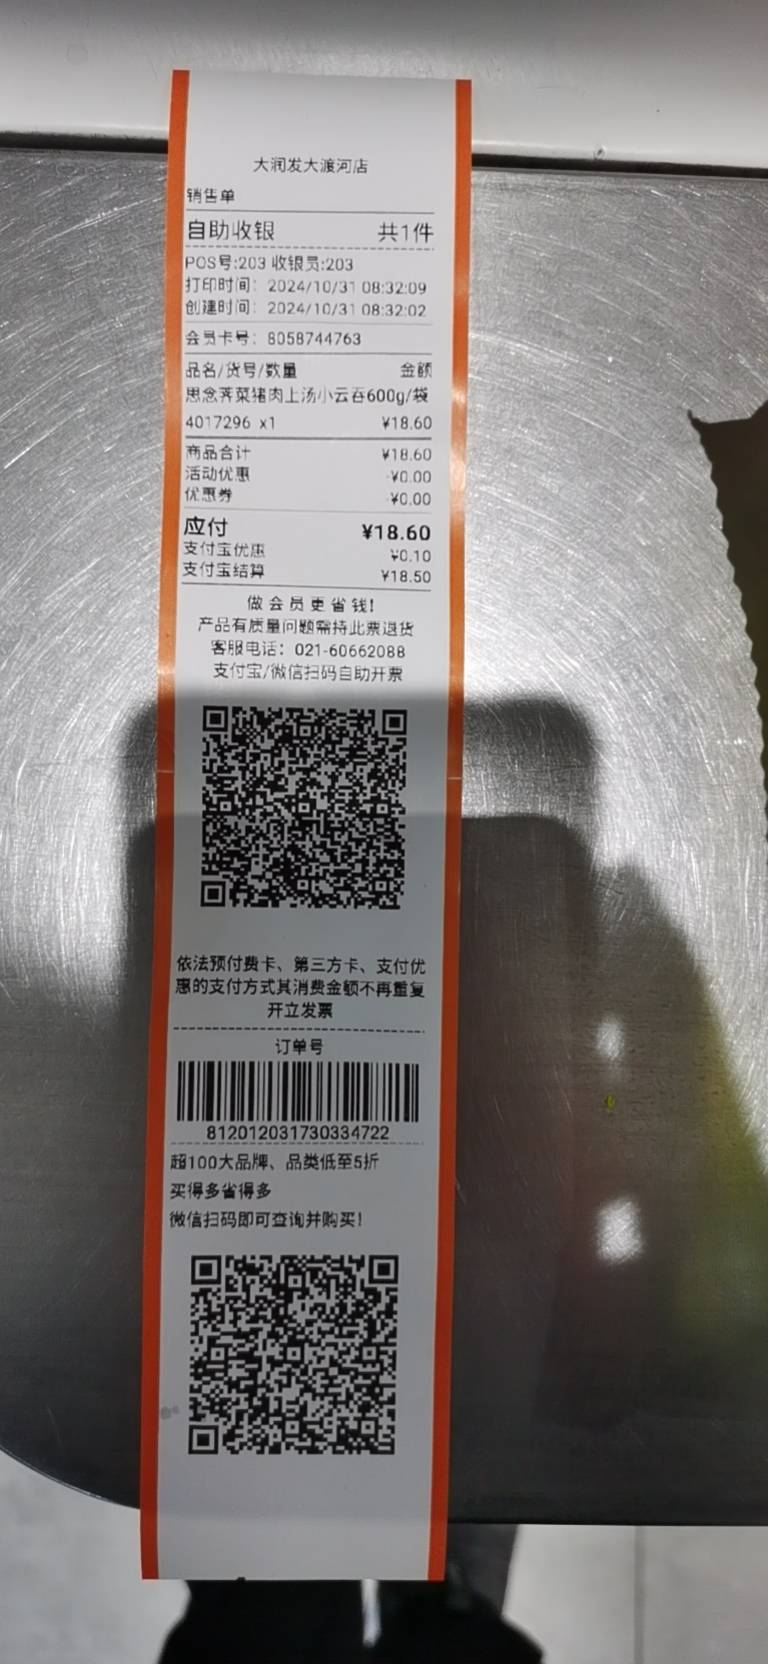 大润发大渡河店
销售单
自助收银 共1件
POS号:203 收银员:203
打印时间: 2024/10/31 08:32:09
创建时间: 2024/10/31 08:32:02
会员卡号: 8058744763
品名/货号/数量 金额
思念荠菜猪肉上汤小云吞600g/袋
4017296 x1 ¥18.60
商品合计 ¥18.60
活动优惠 -¥0.00
优惠券 -¥0.00
应付 ¥18.60
支付宝优惠 ¥0.10
支付宝结算 ¥18.50
做会员更省钱!
产品有质量问题需持此票退货
客服电话: 021-60662088
支付宝/微信扫码自助开票
依法预付费卡、第三方卡、支付优
惠的支付方式其消费金额不再重复
开立发票
订单号
812012031730334722
超100大品牌、品类低至5折
买得多省得多
微信扫码即可查询并购买!